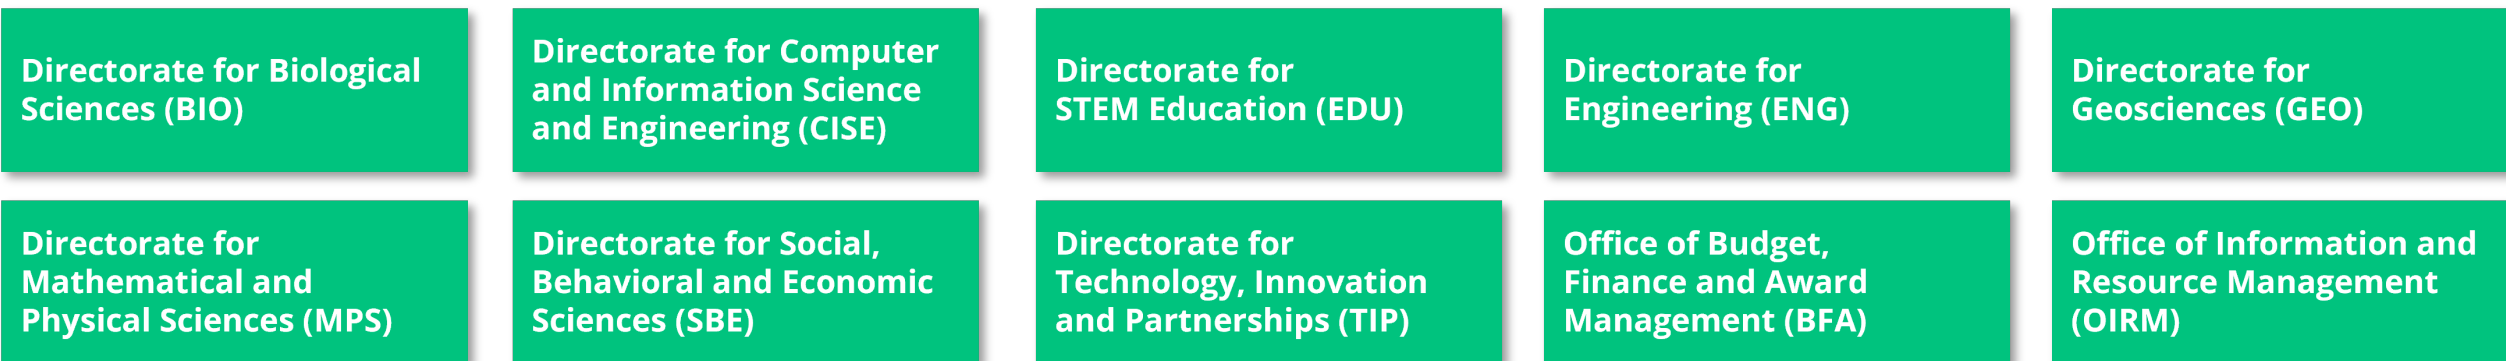 Directorate for Biological
Sciences (BIO)
Directorate for Computer
and Information Science
and Engineering (CISE)
Directorate for
STEM Education (EDU)
Directorate for
Engineering (ENG)
Directorate for
Geosciences (GEO)
Directorate for
Mathematical and
Physical Sciences (MPS)
Directorate for Social,
Behavioral and Economic
Sciences (SBE)
Directorate for
Technology, Innovation
and Partnerships (TIP)
Office of Budget,
Finance and Award
Management (BFA)
Office of Information and
Resource Management
(OIRM)